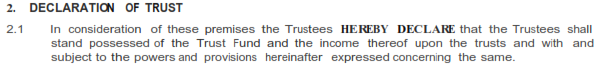 2. DECLARATION OF TRUST
2.1 In consideration of these premises the Trustees HEREBY DECLARE that the Trustees shall
stand possessed of the Trust Fund and the income thereof upon the trusts and with and
subject to the powers and provisions hereinafter expressed concerning the same.